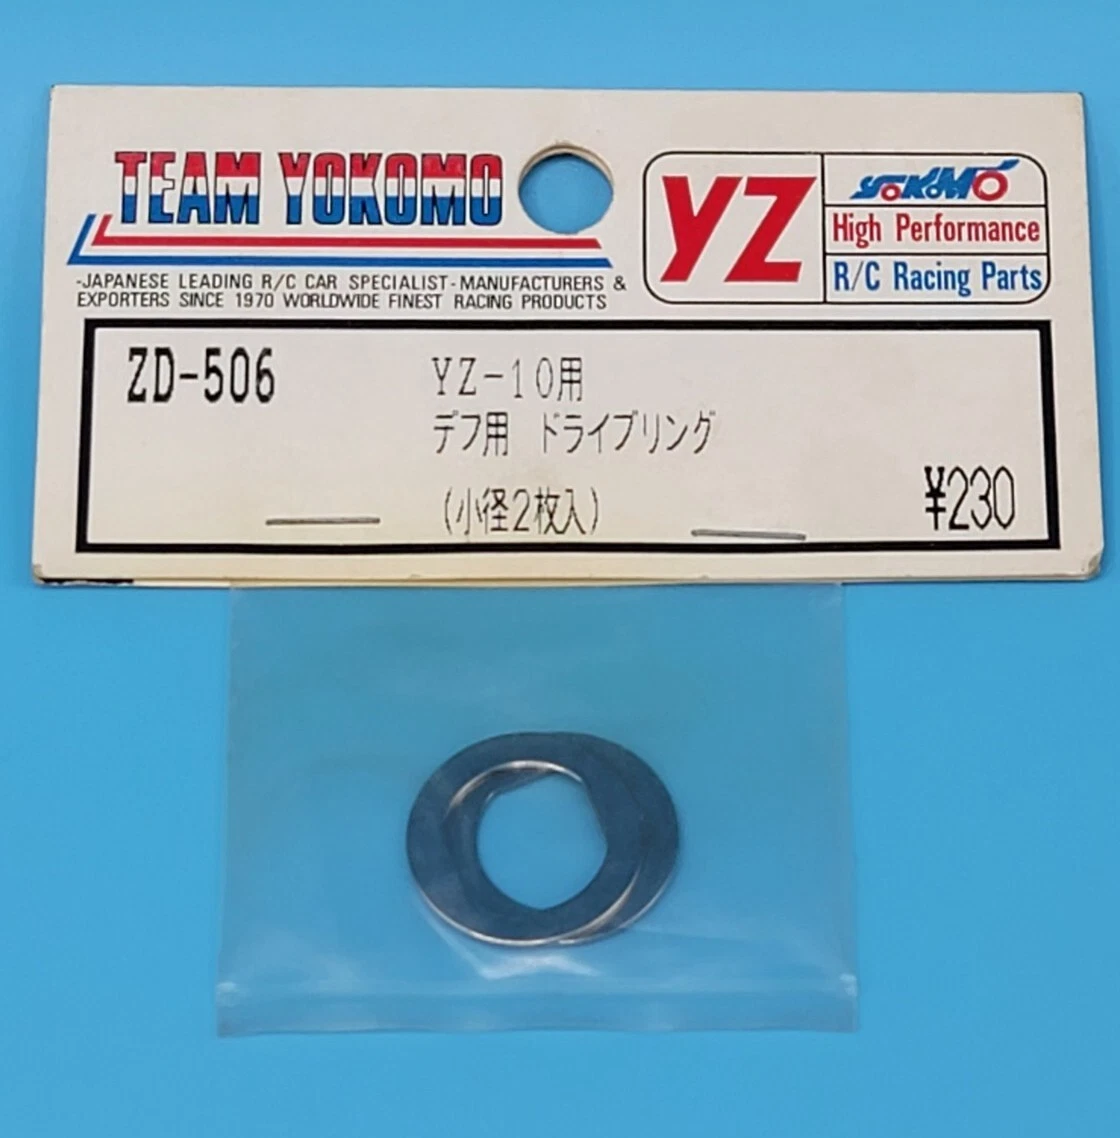 TEAM YOKOMO
-JAPANESE LEADING R/C CAR SPECIALIST-MANUFACTURERS &
EXPORTERS SINCE 1970 WORLDWIDE FINEST RACING PRODUCTS
YZ
YOKOMO
High Performance
R/C Racing Parts
ZD-506
YZ-10用
デフ用 ドライブリング
(小径2枚入)
¥230